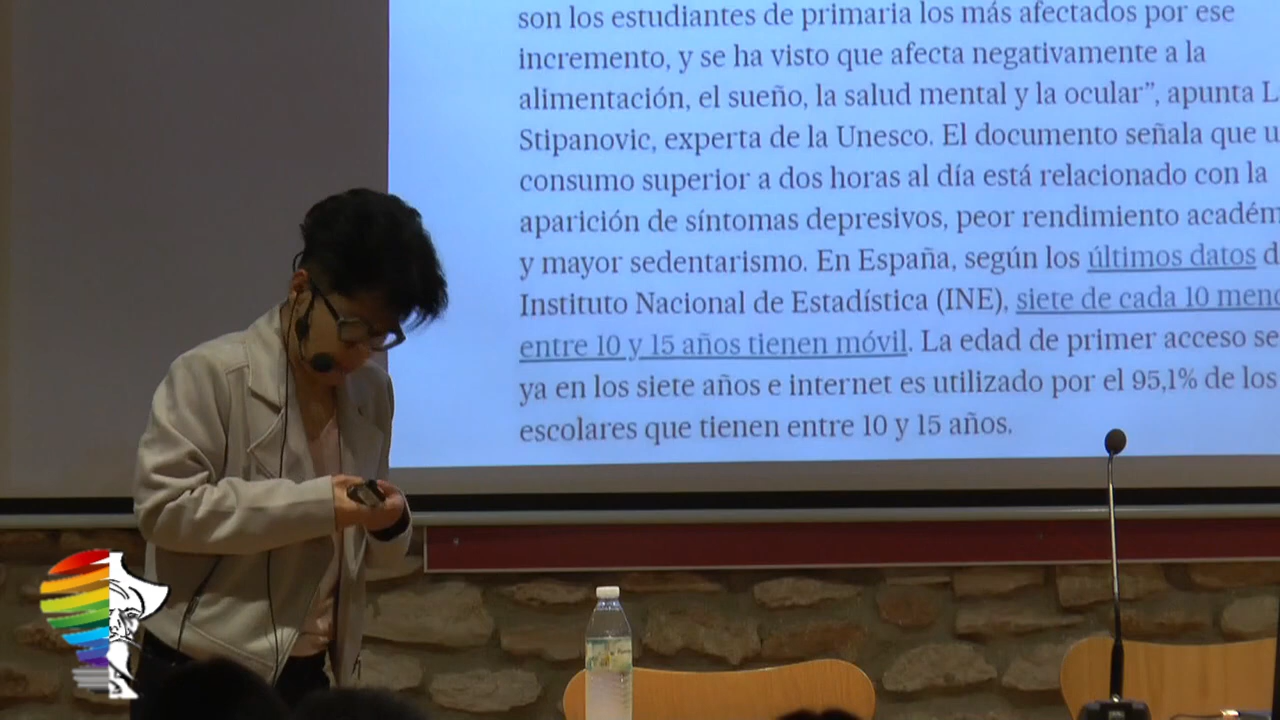 son los estudiantes de primaria los más afectados por ese
incremento, y se ha visto que afecta negativamente a la
alimentación, el sueño, la salud mental y la ocular”, apunta L
Stipanovic, experta de la Unesco. El documento señala que u
consumo superior a dos horas al día está relacionado con la
aparición de síntomas depresivos, peor rendimiento académ
y mayor sedentarismo. En España, según los últimos datos d
Instituto Nacional de Estadística (INE), siete de cada 10 meno
entre 10 y 15 años tienen móvil. La edad de primer acceso se
ya en los siete años e internet es utilizado por el 95,1% de los
escolares que tienen entre 10 y 15 años.